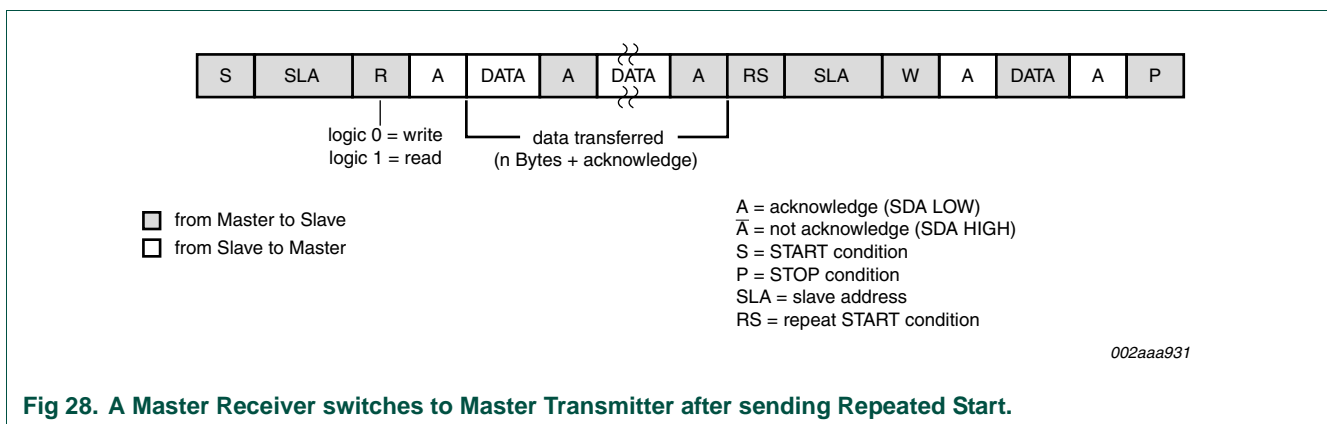 S SLA R A DATA A DATA A RS SLA W A DATA A P
logic 0 = write
logic 1 = read
data transferred
(n Bytes + acknowledge)
from Master to Slave
from Slave to Master
A = acknowledge (SDA LOW)
A̅ = not acknowledge (SDA HIGH)
S = START condition
P = STOP condition
SLA = slave address
RS = repeat START condition
002aaa931
Fig 28. A Master Receiver switches to Master Transmitter after sending Repeated Start.